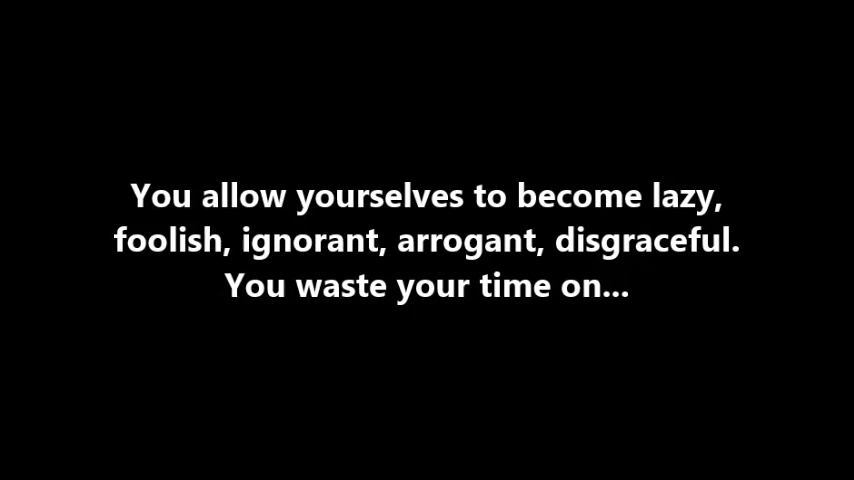 You allow yourselves to become lazy,
foolish, ignorant, arrogant, disgraceful.
You waste your time on...